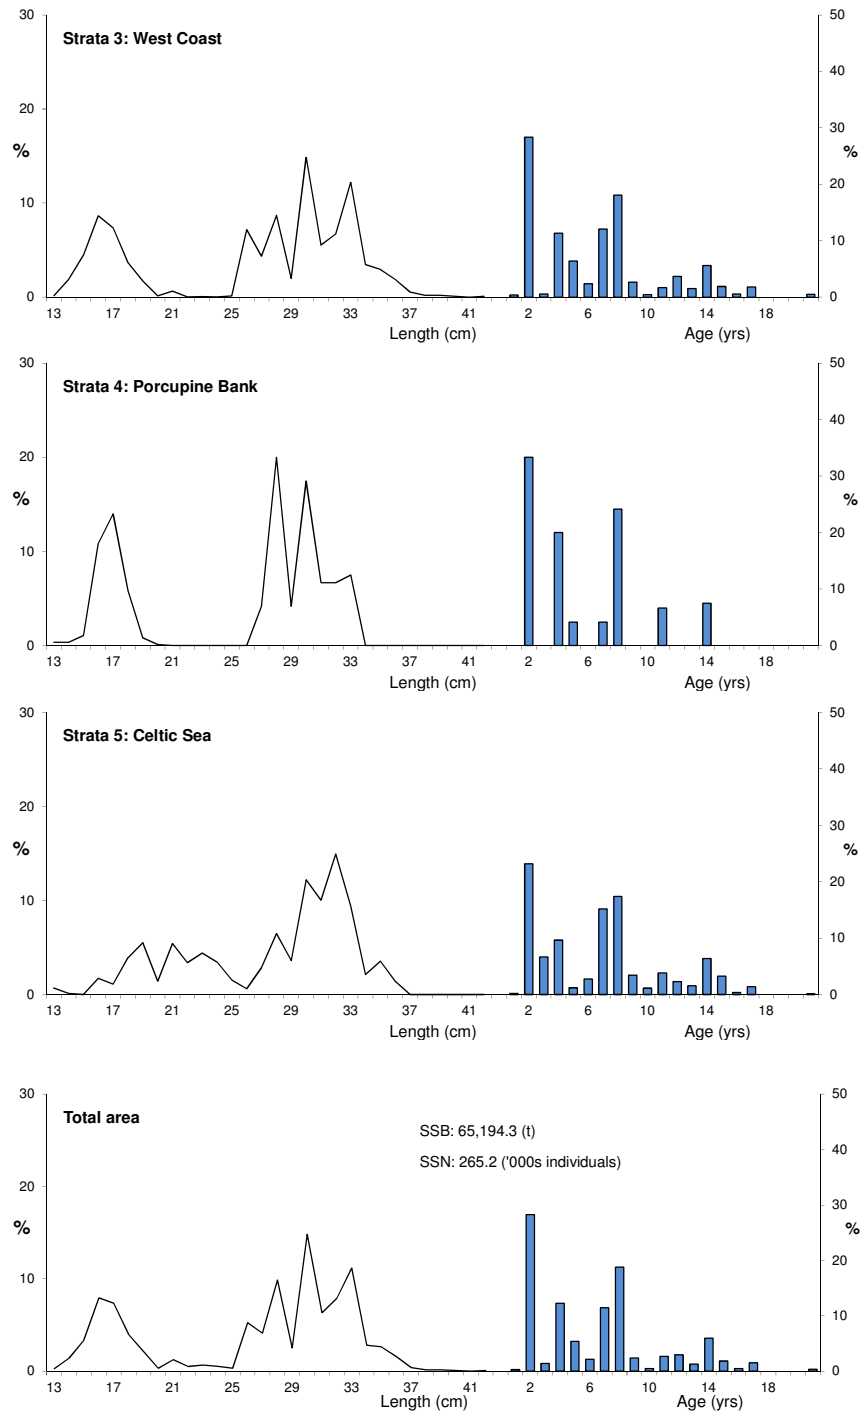 30 50
Strata 3: West Coast
40
20
30
% %
20
10
10
0 0
13 17 21 25 29 33 37 41 2 6 10 14 18
Length (cm) Age (yrs)
30 50
Strata 4: Porcupine Bank
40
20
30
% %
20
10
10
0 0
13 17 21 25 29 33 37 41 2 6 10 14 18
Length (cm) Age (yrs)
30 50
Strata 5: Celtic Sea
40
20
30
% %
20
10
10
0 0
13 17 21 25 29 33 37 41 2 6 10 14 18
Length (cm) Age (yrs)
30 50
Total area
SSB: 65,194.3 (t)
40
SSN: 265.2 ('000s individuals)
20
30
% %
20
10
10
0 0
13 17 21 25 29 33 37 41 2 6 10 14 18
Length (cm) Age (yrs)